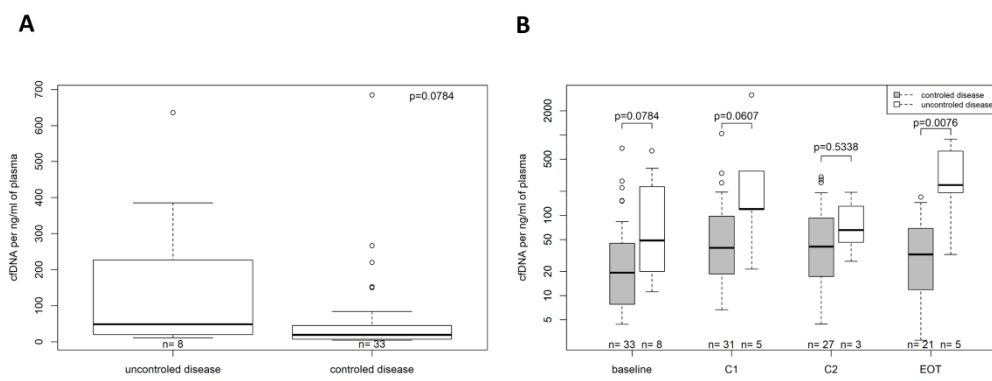 A
700
600
500
400
300
200
100
0
cfDNA per ng/ml of plasma
p=0.0784
n= 8
n= 33
uncontroled disease
controled disease
B
2000
500
100
50
20
10
5
cfDNA per ng/ml of plasma
controled disease
uncontroled disease
p=0.0784
p=0.0607
p=0.5338
p=0.0076
n= 33 n= 8 n= 31 n= 5 n= 27 n= 3 n= 21 n= 5
baseline C1 C2 EOT